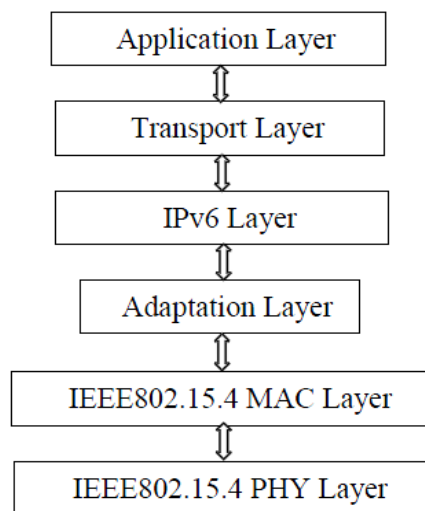 Application Layer
Transport Layer
IPv6 Layer
Adaptation Layer
IEEE802.15.4 MAC Layer
IEEE802.15.4 PHY Layer